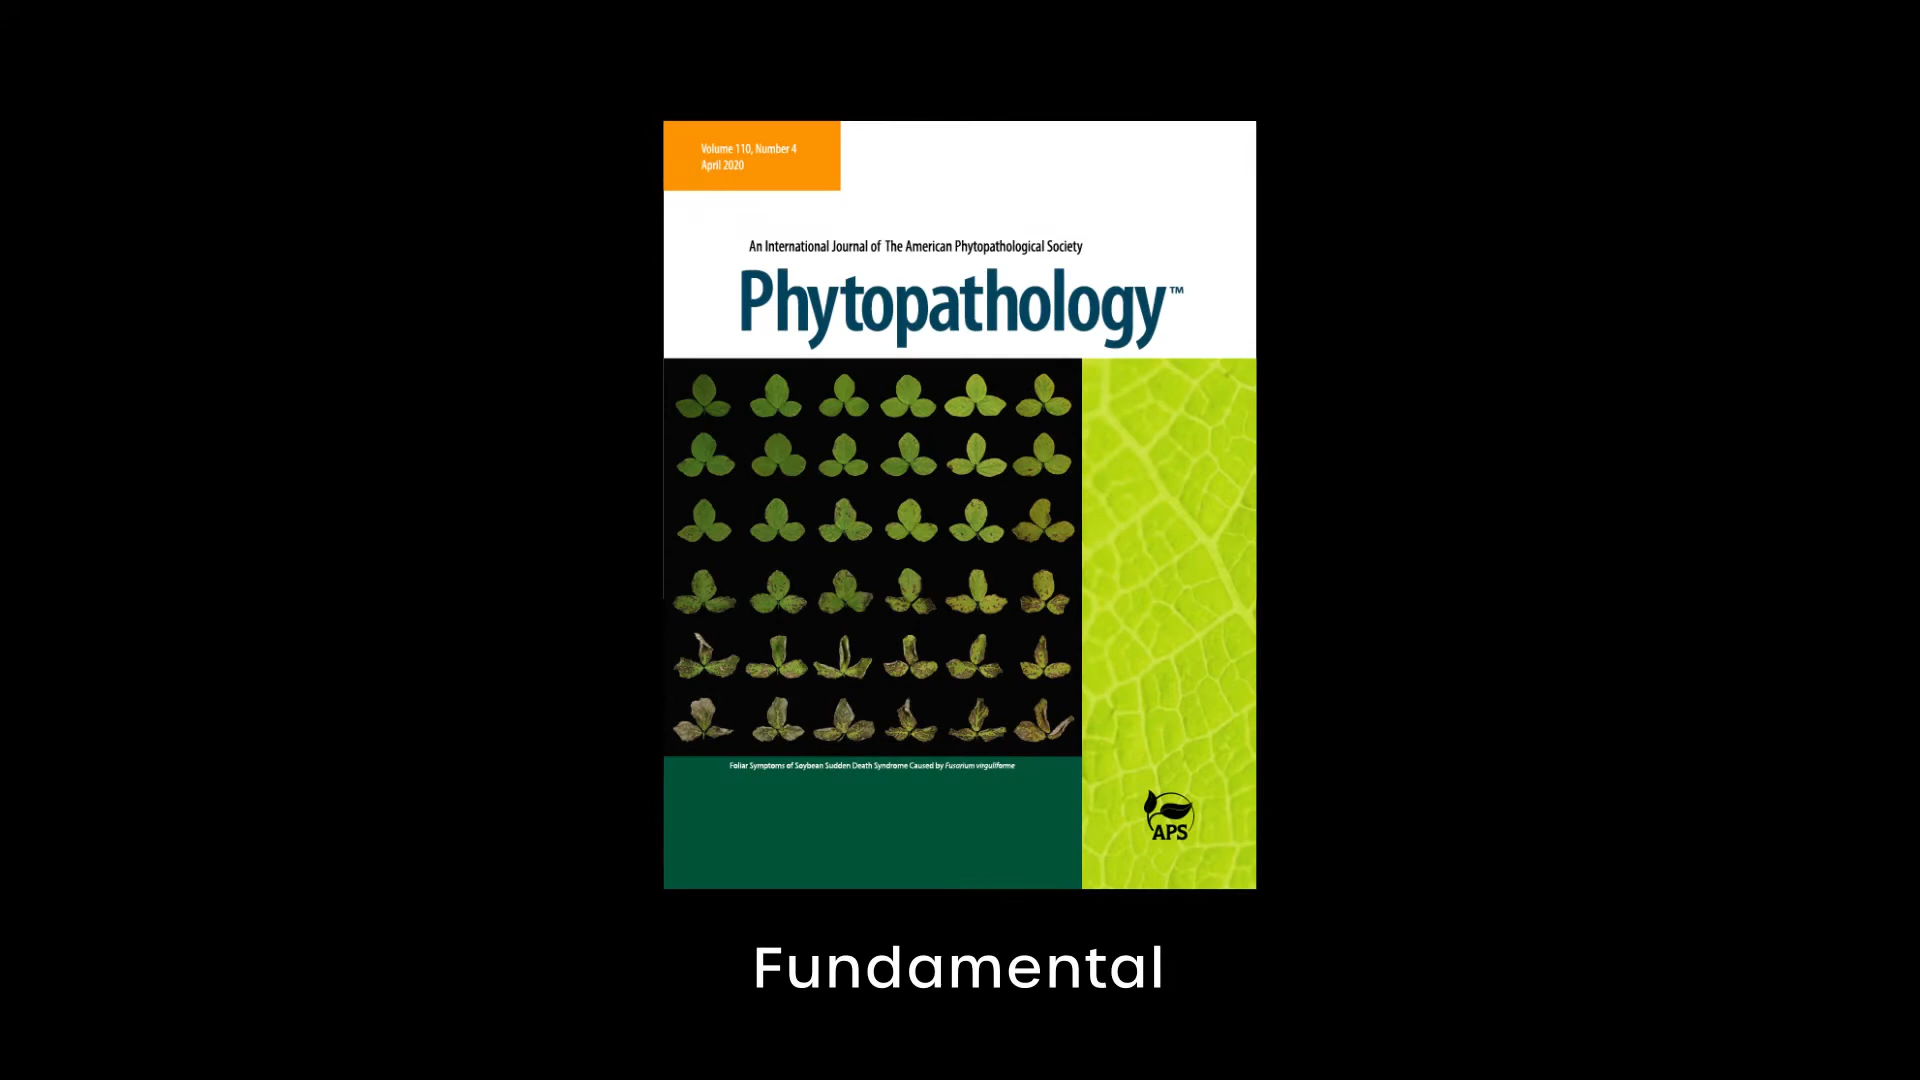 Volume 110, Number 4
April 2020
An International Journal of The American Phytopathological Society
Phytopathology™
Foliar Symptoms of Soybean Sudden Death Syndrome Caused by Fusarium virguliforme
APS
Fundamental